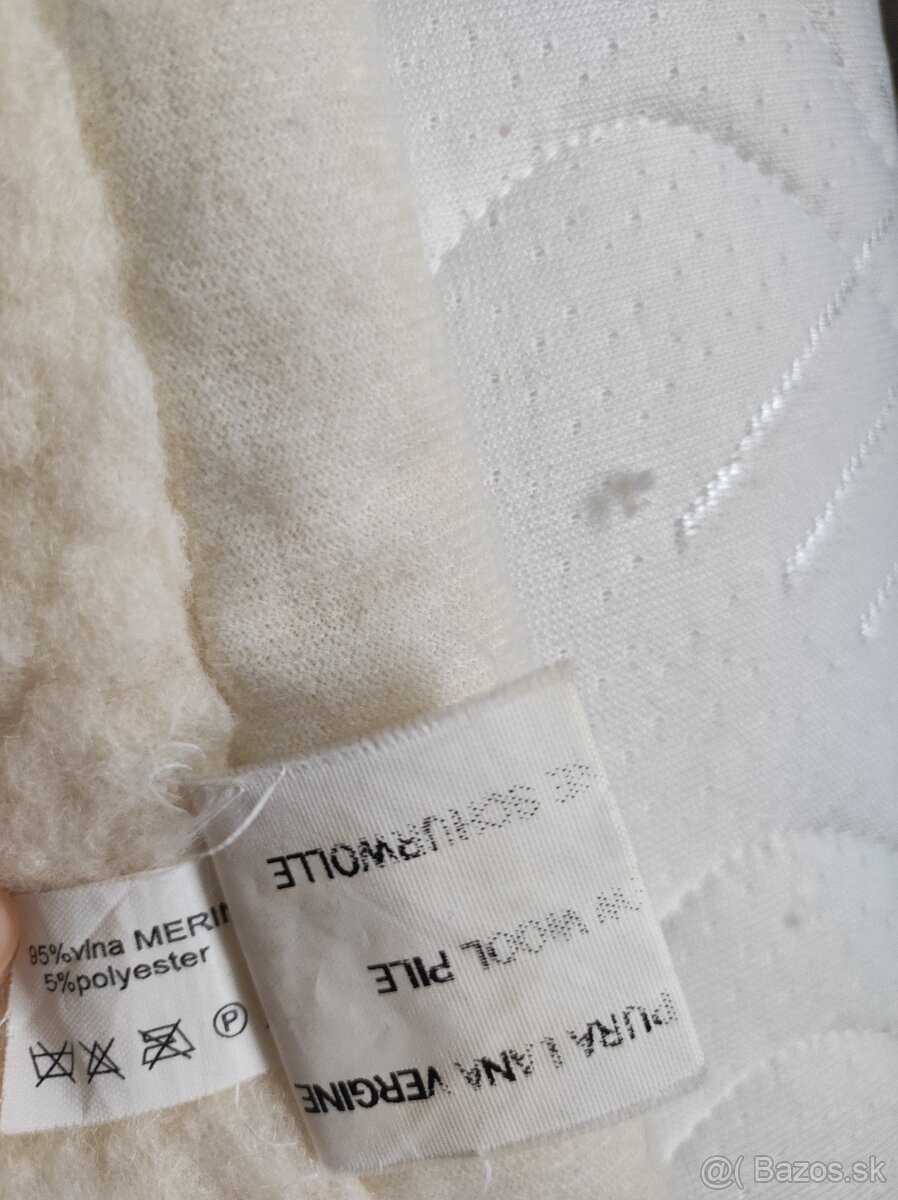 SCHURWOLLE
WOOL PILE
PURA LANA VERGINE
95%vlna MERIN
5%polyester
P
@( Bazos.sk